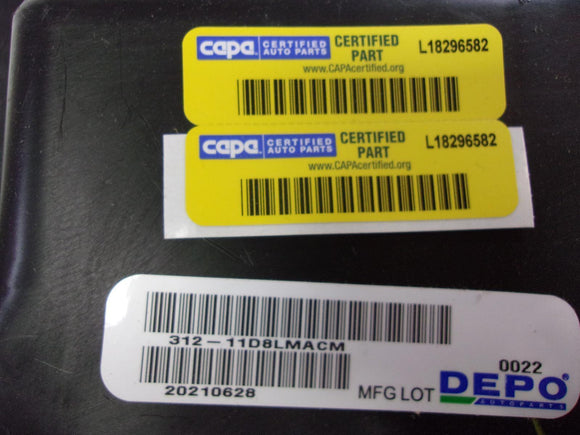 capa CERTIFIED AUTO PARTS CERTIFIED PART L18296582
www.CAPAcertified.org
capa CERTIFIED AUTO PARTS CERTIFIED PART L18296582
www.CAPAcertified.org
312-11D8LMACM
20210628
0022
MFG LOT DEPO
AUTOPARTS